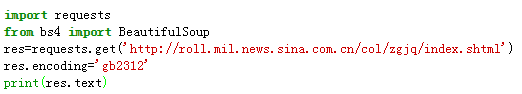 import requests
from bs4 import BeautifulSoup
res=requests.get('http://roll.mil.news.sina.com.cn/col/zgjq/index.shtml')
res.encoding='gb2312'
print(res.text)